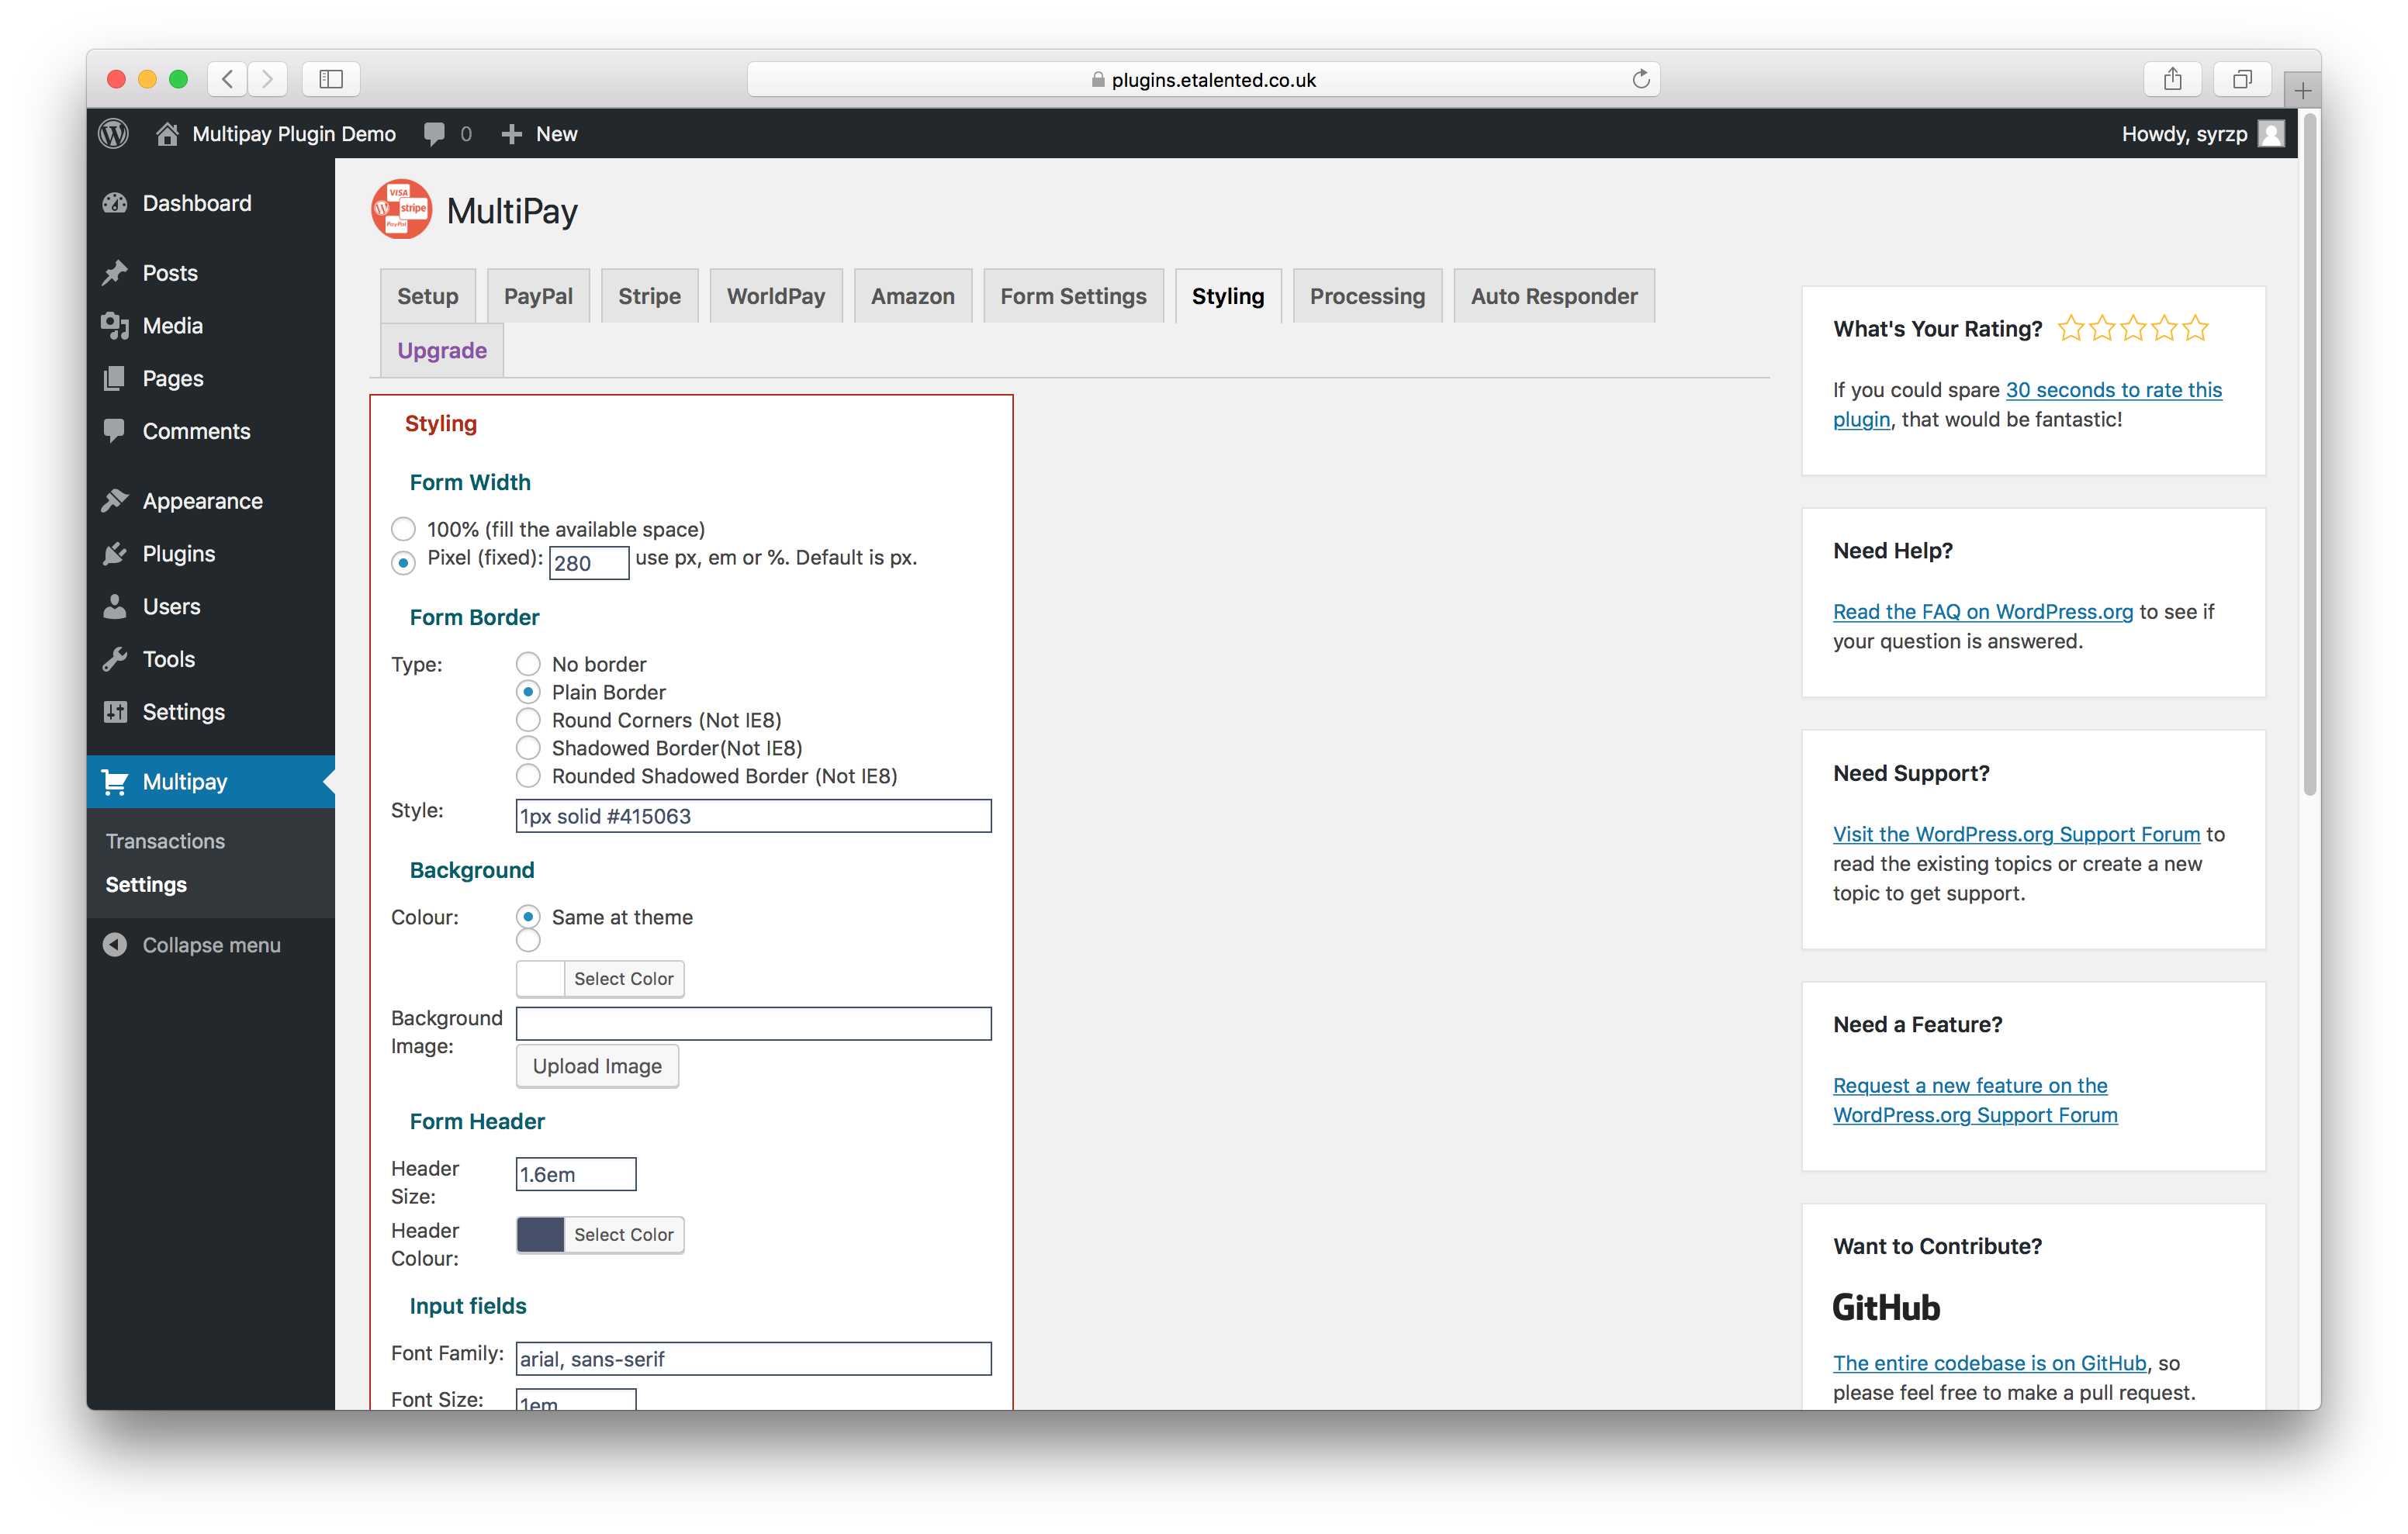 plugins.etalented.co.uk
Multipay Plugin Demo 0 New
Howdy, syrzp
Dashboard
Posts
Media
Pages
Comments
Appearance
Plugins
Users
Tools
Settings
Multipay
Transactions
Settings
Collapse menu
VISA
stripe
PayPal
MultiPay
Setup PayPal Stripe WorldPay Amazon Form Settings Styling Processing Auto Responder
Upgrade
Styling
Form Width
100% (fill the available space)
Pixel (fixed): 280 use px, em or %. Default is px.
Form Border
Type: No border
Plain Border
Round Corners (Not IE8)
Shadowed Border(Not IE8)
Rounded Shadowed Border (Not IE8)
Style: 1px solid #415063
Background
Colour: Same at theme
Select Color
Background
Image:
Upload Image
Form Header
Header
Size: 1.6em
Header
Colour: Select Color
Input fields
Font Family: arial, sans-serif
Font Size: 1em
What's Your Rating?
If you could spare 30 seconds to rate this
plugin, that would be fantastic!
Need Help?
Read the FAQ on WordPress.org to see if
your question is answered.
Need Support?
Visit the WordPress.org Support Forum to
read the existing topics or create a new
topic to get support.
Need a Feature?
Request a new feature on the
WordPress.org Support Forum
Want to Contribute?
GitHub
The entire codebase is on GitHub, so
please feel free to make a pull request.